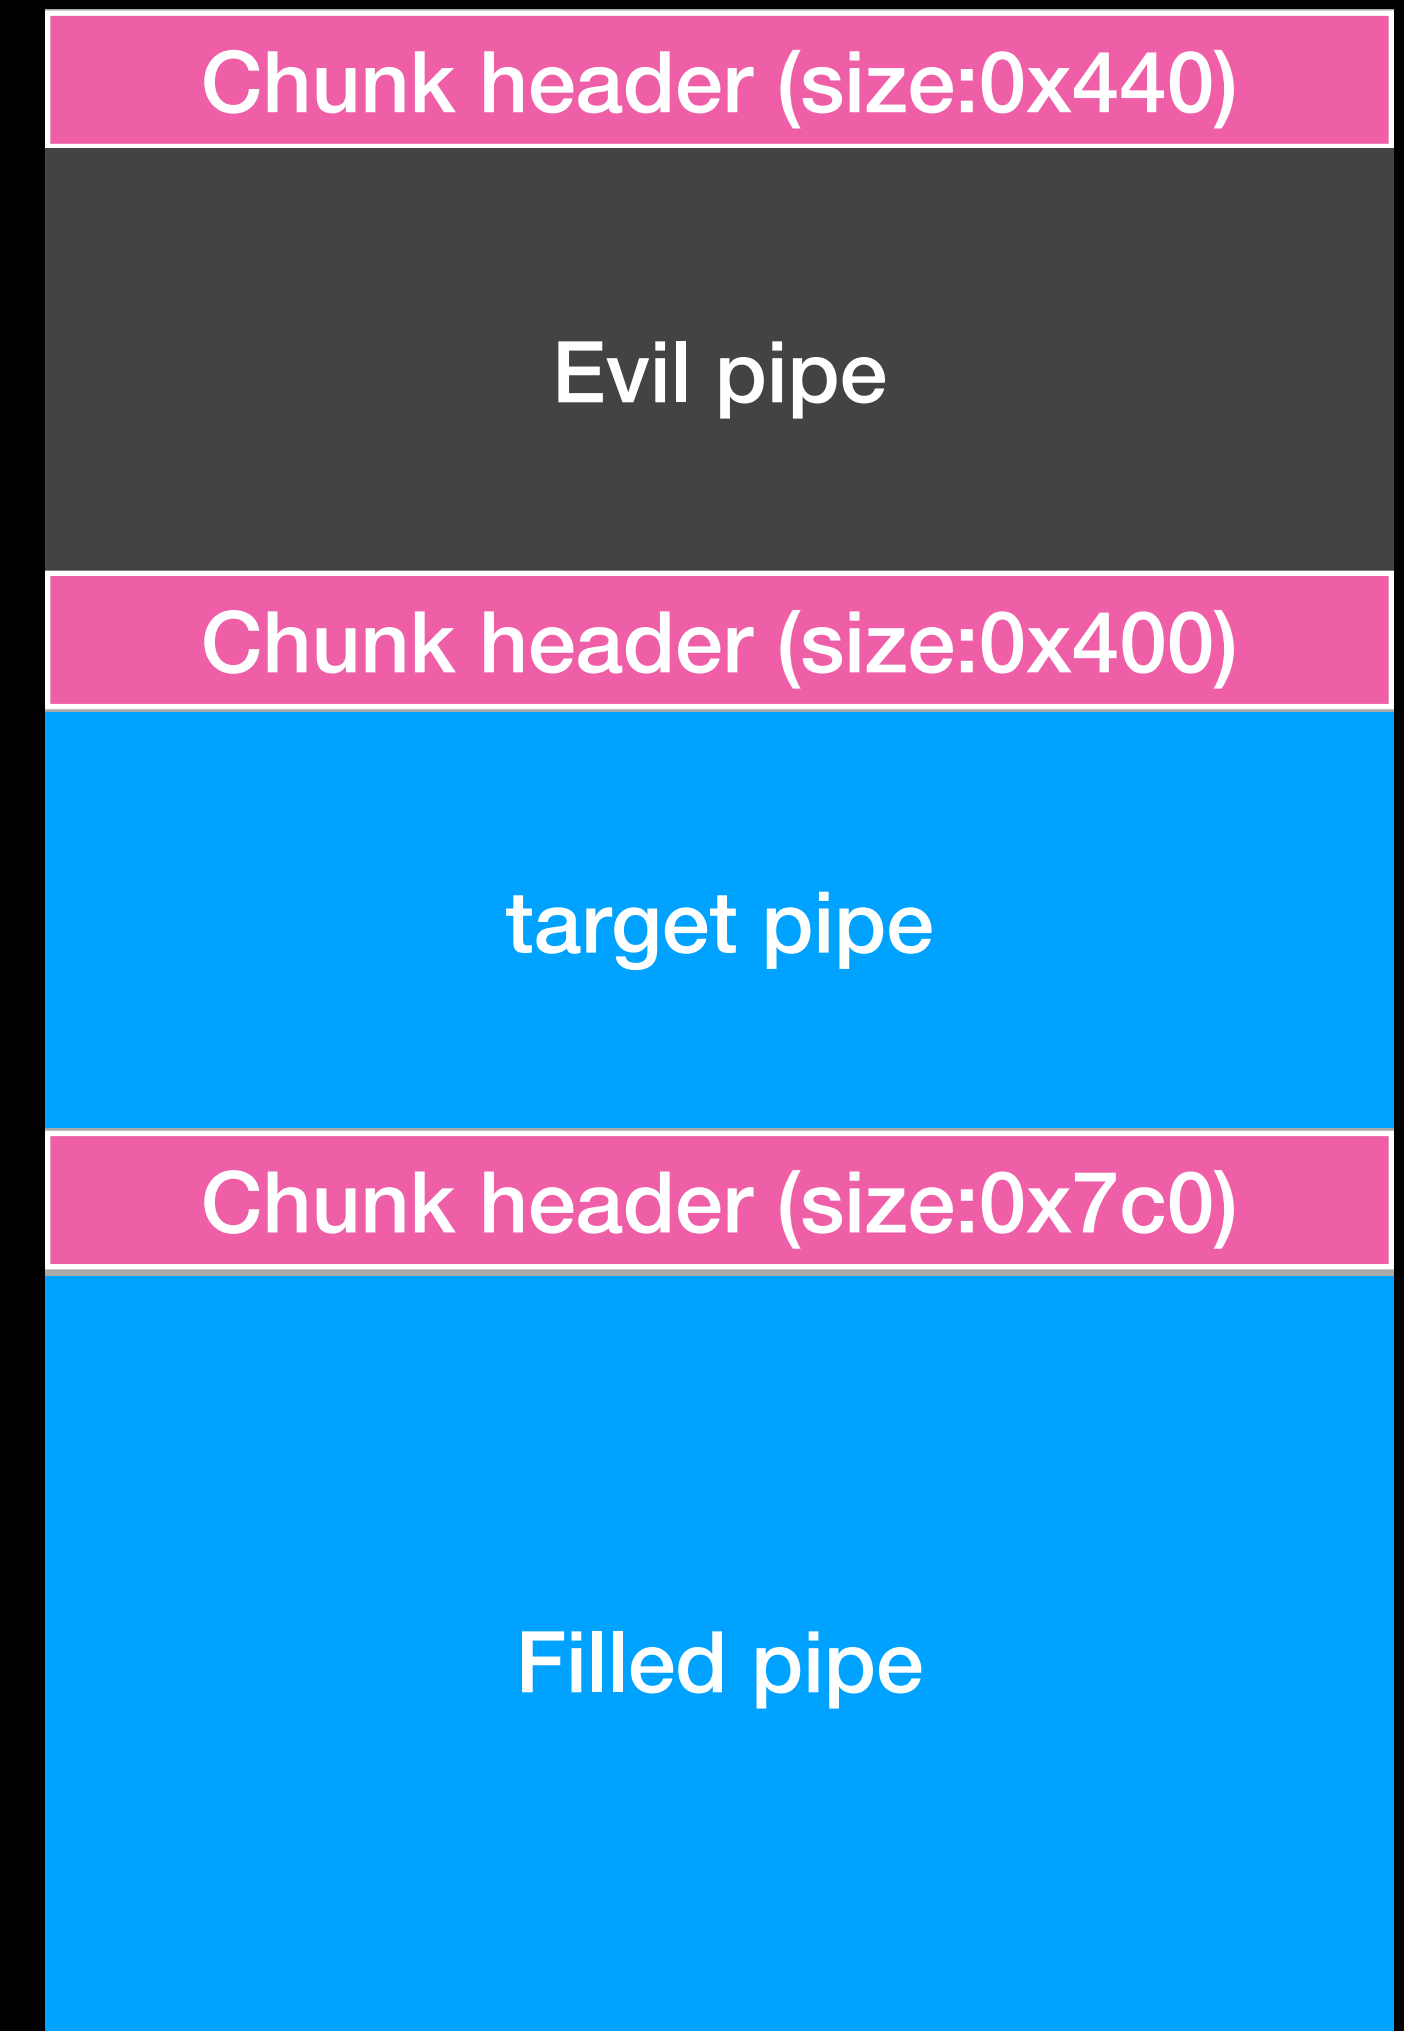 Chunk header (size:0x440)
Evil pipe
Chunk header (size:0x400)
target pipe
Chunk header (size:0x7c0)
Filled pipe